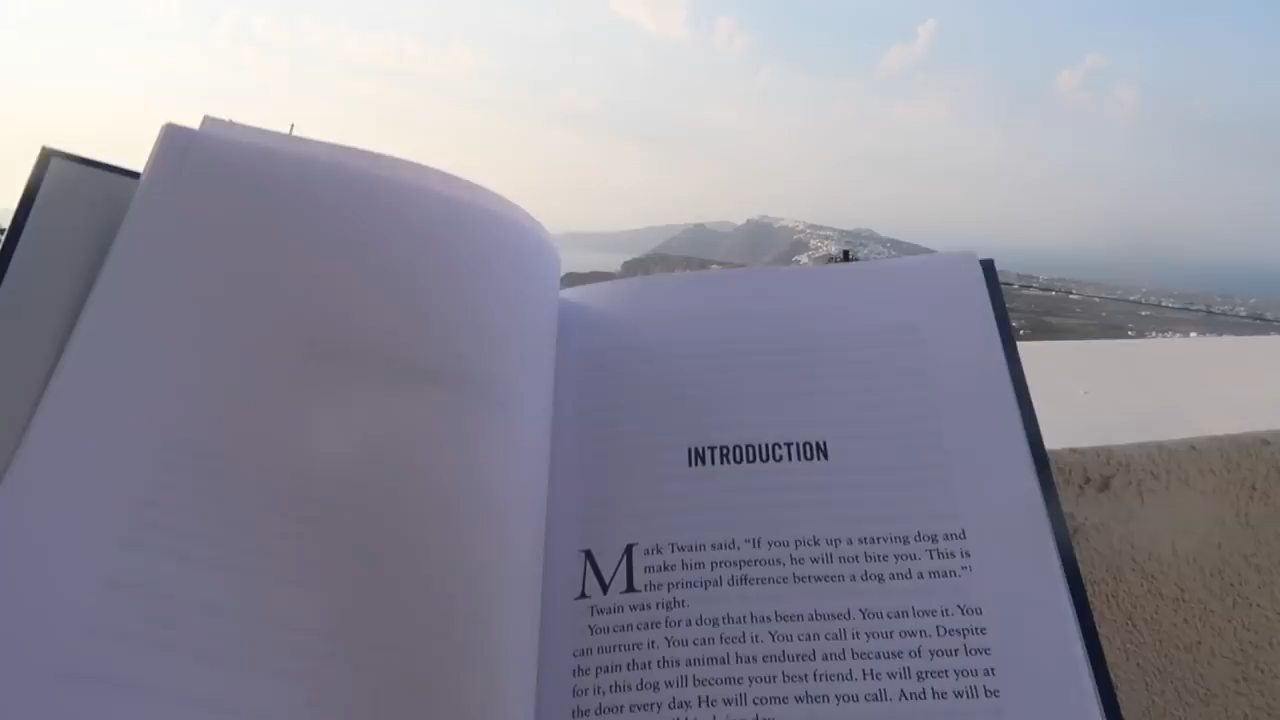 INTRODUCTION
Mark Twain said, “If you pick up a starving dog and
make him prosperous, he will not bite you. This is
the principal difference between a dog and a man.”1
Twain was right.
You can care for a dog that has been abused. You can love it. You
can nurture it. You can feed it. You can call it your own. Despite
the pain that this animal has endured and because of your love
for it, this dog will become your best friend. He will greet you at
the door every day. He will come when you call. And he will be